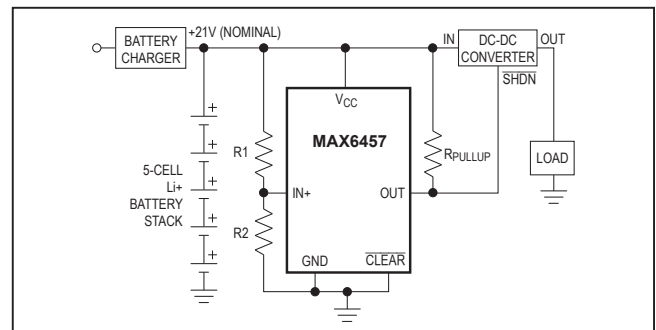 BATTERY
CHARGER
+21V (NOMINAL)
IN
DC-DC
CONVERTER
OUT
SHDN
VCC
MAX6457
R1
RPULLUP
LOAD
5-CELL
Li+
BATTERY
STACK
+
+
+
+
+
IN+
OUT
R2
GND
CLEAR